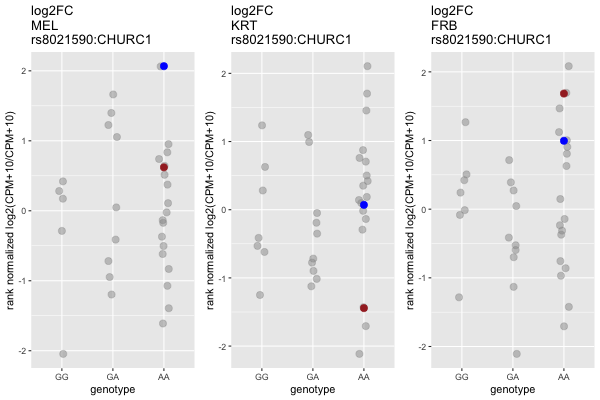 log2FC
MEL
rs8021590:CHURC1
rank normalized log2(CPM+10/CPM+10)
2
1
0
-1
-2
GG GA AA
genotype
log2FC
KRT
rs8021590:CHURC1
rank normalized log2(CPM+10/CPM+10)
2
1
0
-1
-2
GG GA AA
genotype
log2FC
FRB
rs8021590:CHURC1
rank normalized log2(CPM+10/CPM+10)
2
1
0
-1
-2
GG GA AA
genotype